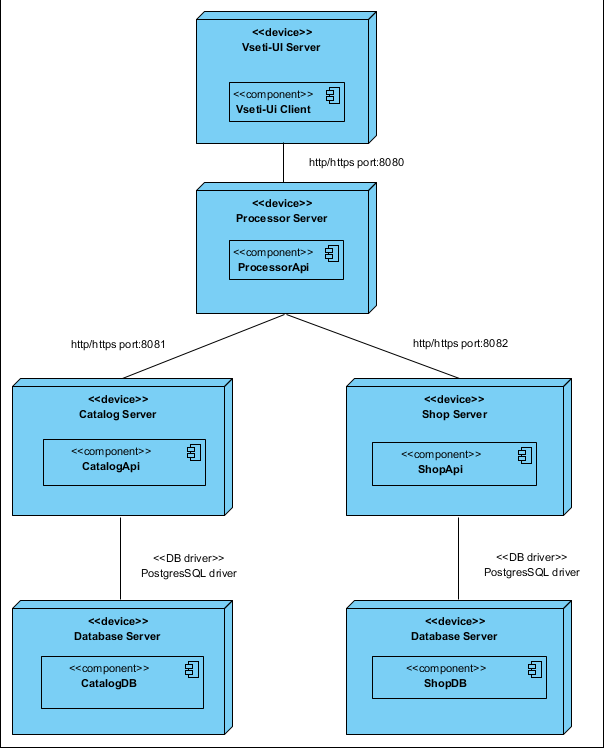 <<device>>
Vseti-UI Server
<<component>>
Vseti-Ui Client
http/https port:8080
<<device>>
Processor Server
<<component>>
ProcessorApi
http/https port:8081
http/https port:8082
<<device>>
Catalog Server
<<component>>
CatalogApi
<<device>>
Shop Server
<<component>>
ShopApi
<<DB driver>>
PostgresSQL driver
<<DB driver>>
PostgresSQL driver
<<device>>
Database Server
<<component>>
CatalogDB
<<device>>
Database Server
<<component>>
ShopDB